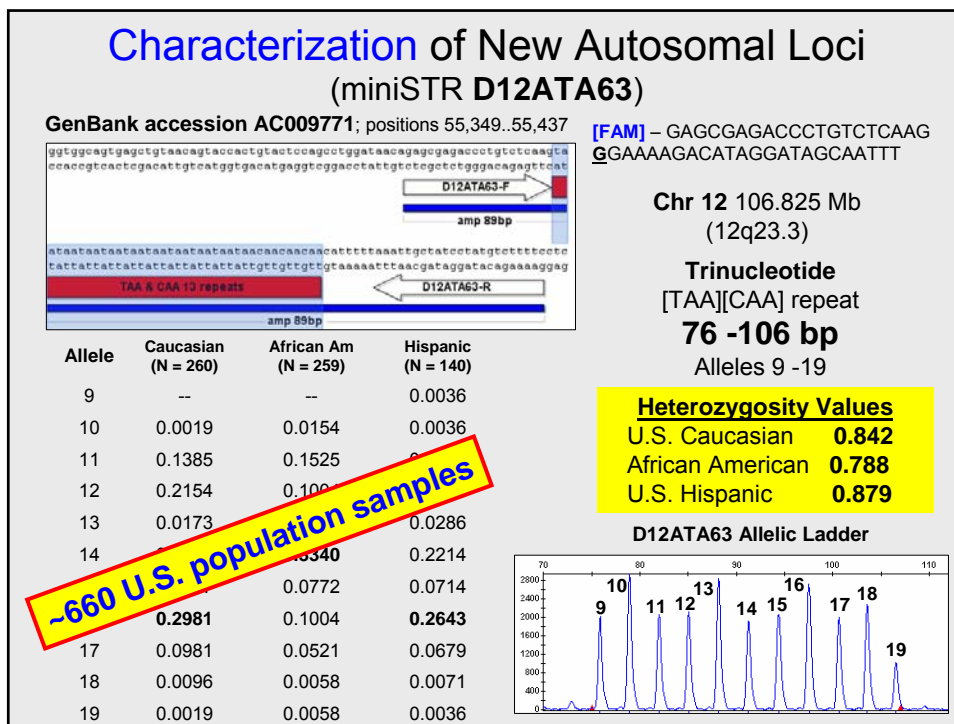 Characterization of New Autosomal Loci
(miniSTR D12ATA63)
GenBank accession AC009771; positions 55,349..55,437
ggtggcagtgagctgtaacagtaccactgtactccagcctggataacagagcgagaccctgtctcaagta
ccaccgtcactcgacattgtcatggtgacatgaggtcggacctattgtctcgctctgggacagagttcat
D12ATA63-F
amp 89bp
ataataataataataataataataataacaacaacaacatttttaaattgctatcctatgtcttttcctc
tattattattattattattattattattgttgttgttgtaaaaatttaacgataggatacagaaaaggag
TAA & CAA 13 repeats
D12ATA63-R
amp 89bp
[FAM] – GAGCGAGACCCTGTCTCAAG
GGAAAAGACATAGGATAGCAATTT
Chr 12 106.825 Mb
(12q23.3)
Trinucleotide
[TAA][CAA] repeat
76 -106 bp
Alleles 9 -19
Heterozygosity Values
U.S. Caucasian 0.842
African American 0.788
U.S. Hispanic 0.879
Allele Caucasian (N = 260) African Am (N = 259) Hispanic (N = 140)
9 -- -- 0.0036
10 0.0019 0.0154 0.0036
11 0.1385 0.1525
12 0.2154
13 0.0173 0.0286
14 0.2214
0.0772 0.0714
0.2981 0.1004 0.2643
17 0.0981 0.0521 0.0679
18 0.0096 0.0058 0.0071
19 0.0019 0.0058 0.0036
~660 U.S. population samples
D12ATA63 Allelic Ladder
70 80 90 100 110
2800
2400
2000
1600
1200
800
400
0
9 10 11 12 13 14 15 16 17 18 19